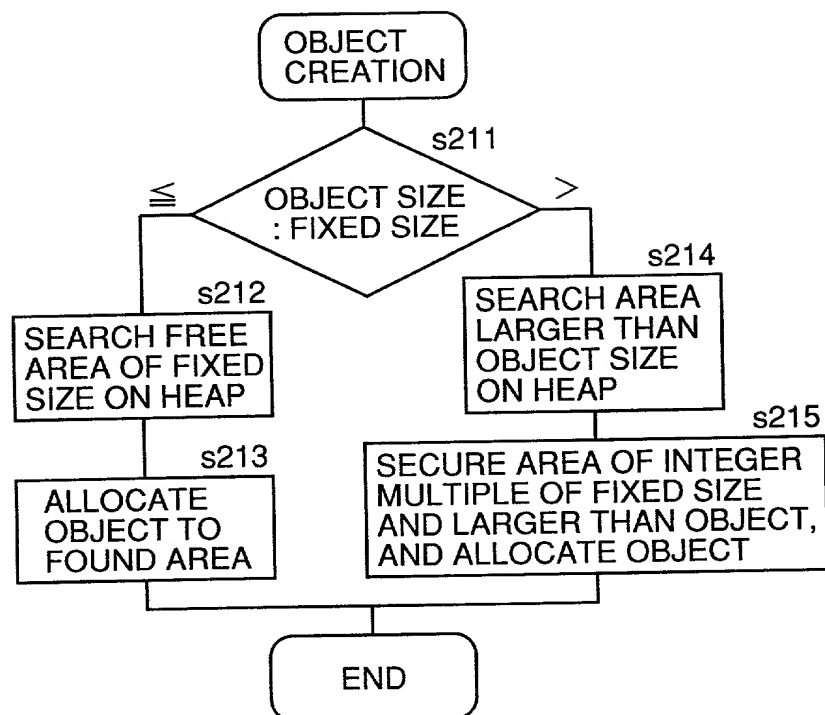 OBJECT
CREATION
s211
≦
OBJECT SIZE
: FIXED SIZE
>
s212
SEARCH FREE
AREA OF FIXED
SIZE ON HEAP
s213
ALLOCATE
OBJECT TO
FOUND AREA
s214
SEARCH AREA
LARGER THAN
OBJECT SIZE
ON HEAP
s215
SECURE AREA OF INTEGER
MULTIPLE OF FIXED SIZE
AND LARGER THAN OBJECT,
AND ALLOCATE OBJECT
END